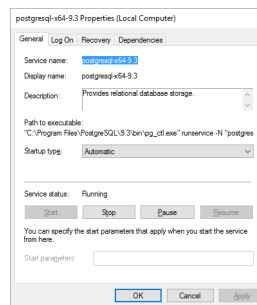 postgresql-x64-9.3 Properties (Local Computer)
General Log On Recovery Dependencies
Service name: postgresql-x64-9.3
Display name: postgresql-x64-9.3
Description: Provides relational database storage.
Path to executable:
"C:\Program Files\PostgreSQL\9.3\bin\pg_ctl.exe" runservice -N "postgres
Startup type: Automatic
Service status: Running
Start Stop Pause Resume
You can specify the start parameters that apply when you start the service
from here.
Start parameters:
OK Cancel Apply